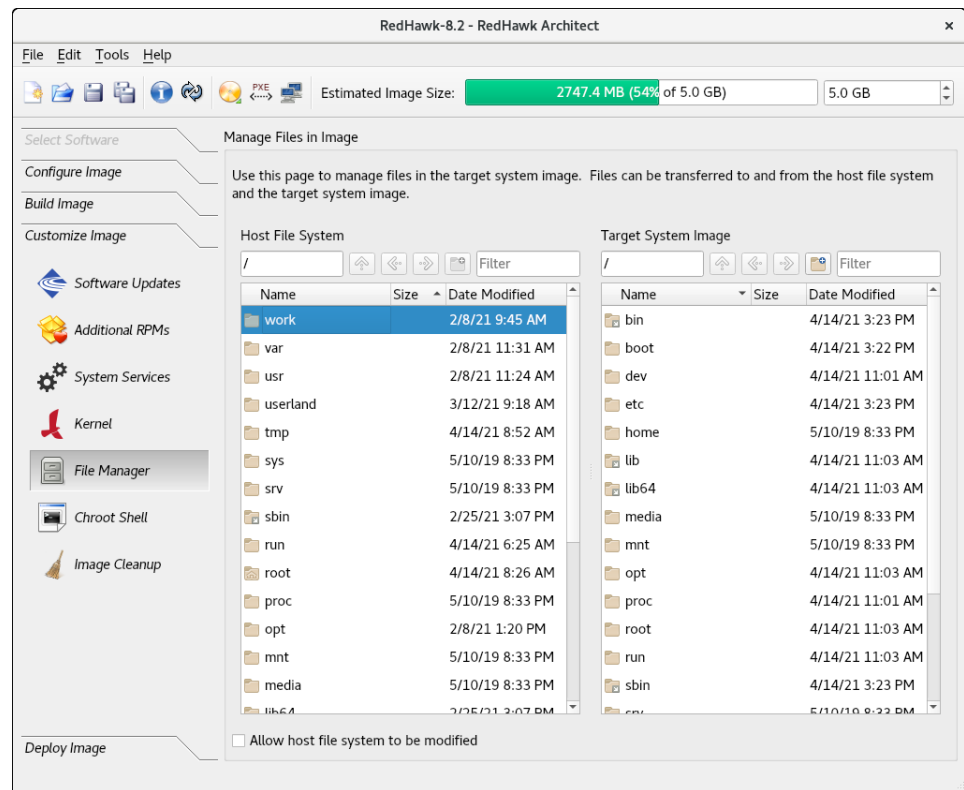 RedHawk-8.2 - RedHawk Architect
File Edit Tools Help
PXE
Estimated Image Size: 2747.4 MB (54% of 5.0 GB) 5.0 GB
Select Software
Configure Image
Build Image
Customize Image
Software Updates
Additional RPMs
System Services
Kernel
File Manager
Chroot Shell
Image Cleanup
Deploy Image
Manage Files in Image
Use this page to manage files in the target system image. Files can be transferred to and from the host file system
and the target system image.
Host File System
/ Filter
Name Size Date Modified
work 2/8/21 9:45 AM
var 2/8/21 11:31 AM
usr 2/8/21 11:24 AM
userland 3/12/21 9:18 AM
tmp 4/14/21 8:52 AM
sys 5/10/19 8:33 PM
srv 5/10/19 8:33 PM
sbin 2/25/21 3:07 PM
run 4/14/21 6:25 AM
root 4/14/21 8:26 AM
proc 5/10/19 8:33 PM
opt 2/8/21 1:20 PM
mnt 5/10/19 8:33 PM
media 5/10/19 8:33 PM
lib64 2/25/21 3:07 PM
Target System Image
/ Filter
Name Size Date Modified
bin 4/14/21 3:23 PM
boot 4/14/21 3:22 PM
dev 4/14/21 11:01 AM
etc 4/14/21 3:23 PM
home 5/10/19 8:33 PM
lib 4/14/21 11:03 AM
lib64 4/14/21 11:03 AM
media 5/10/19 8:33 PM
mnt 5/10/19 8:33 PM
opt 4/14/21 11:03 AM
proc 4/14/21 11:01 AM
root 4/14/21 11:03 AM
run 4/14/21 11:03 AM
sbin 4/14/21 3:23 PM
srv 5/10/19 8:33 PM
Allow host file system to be modified